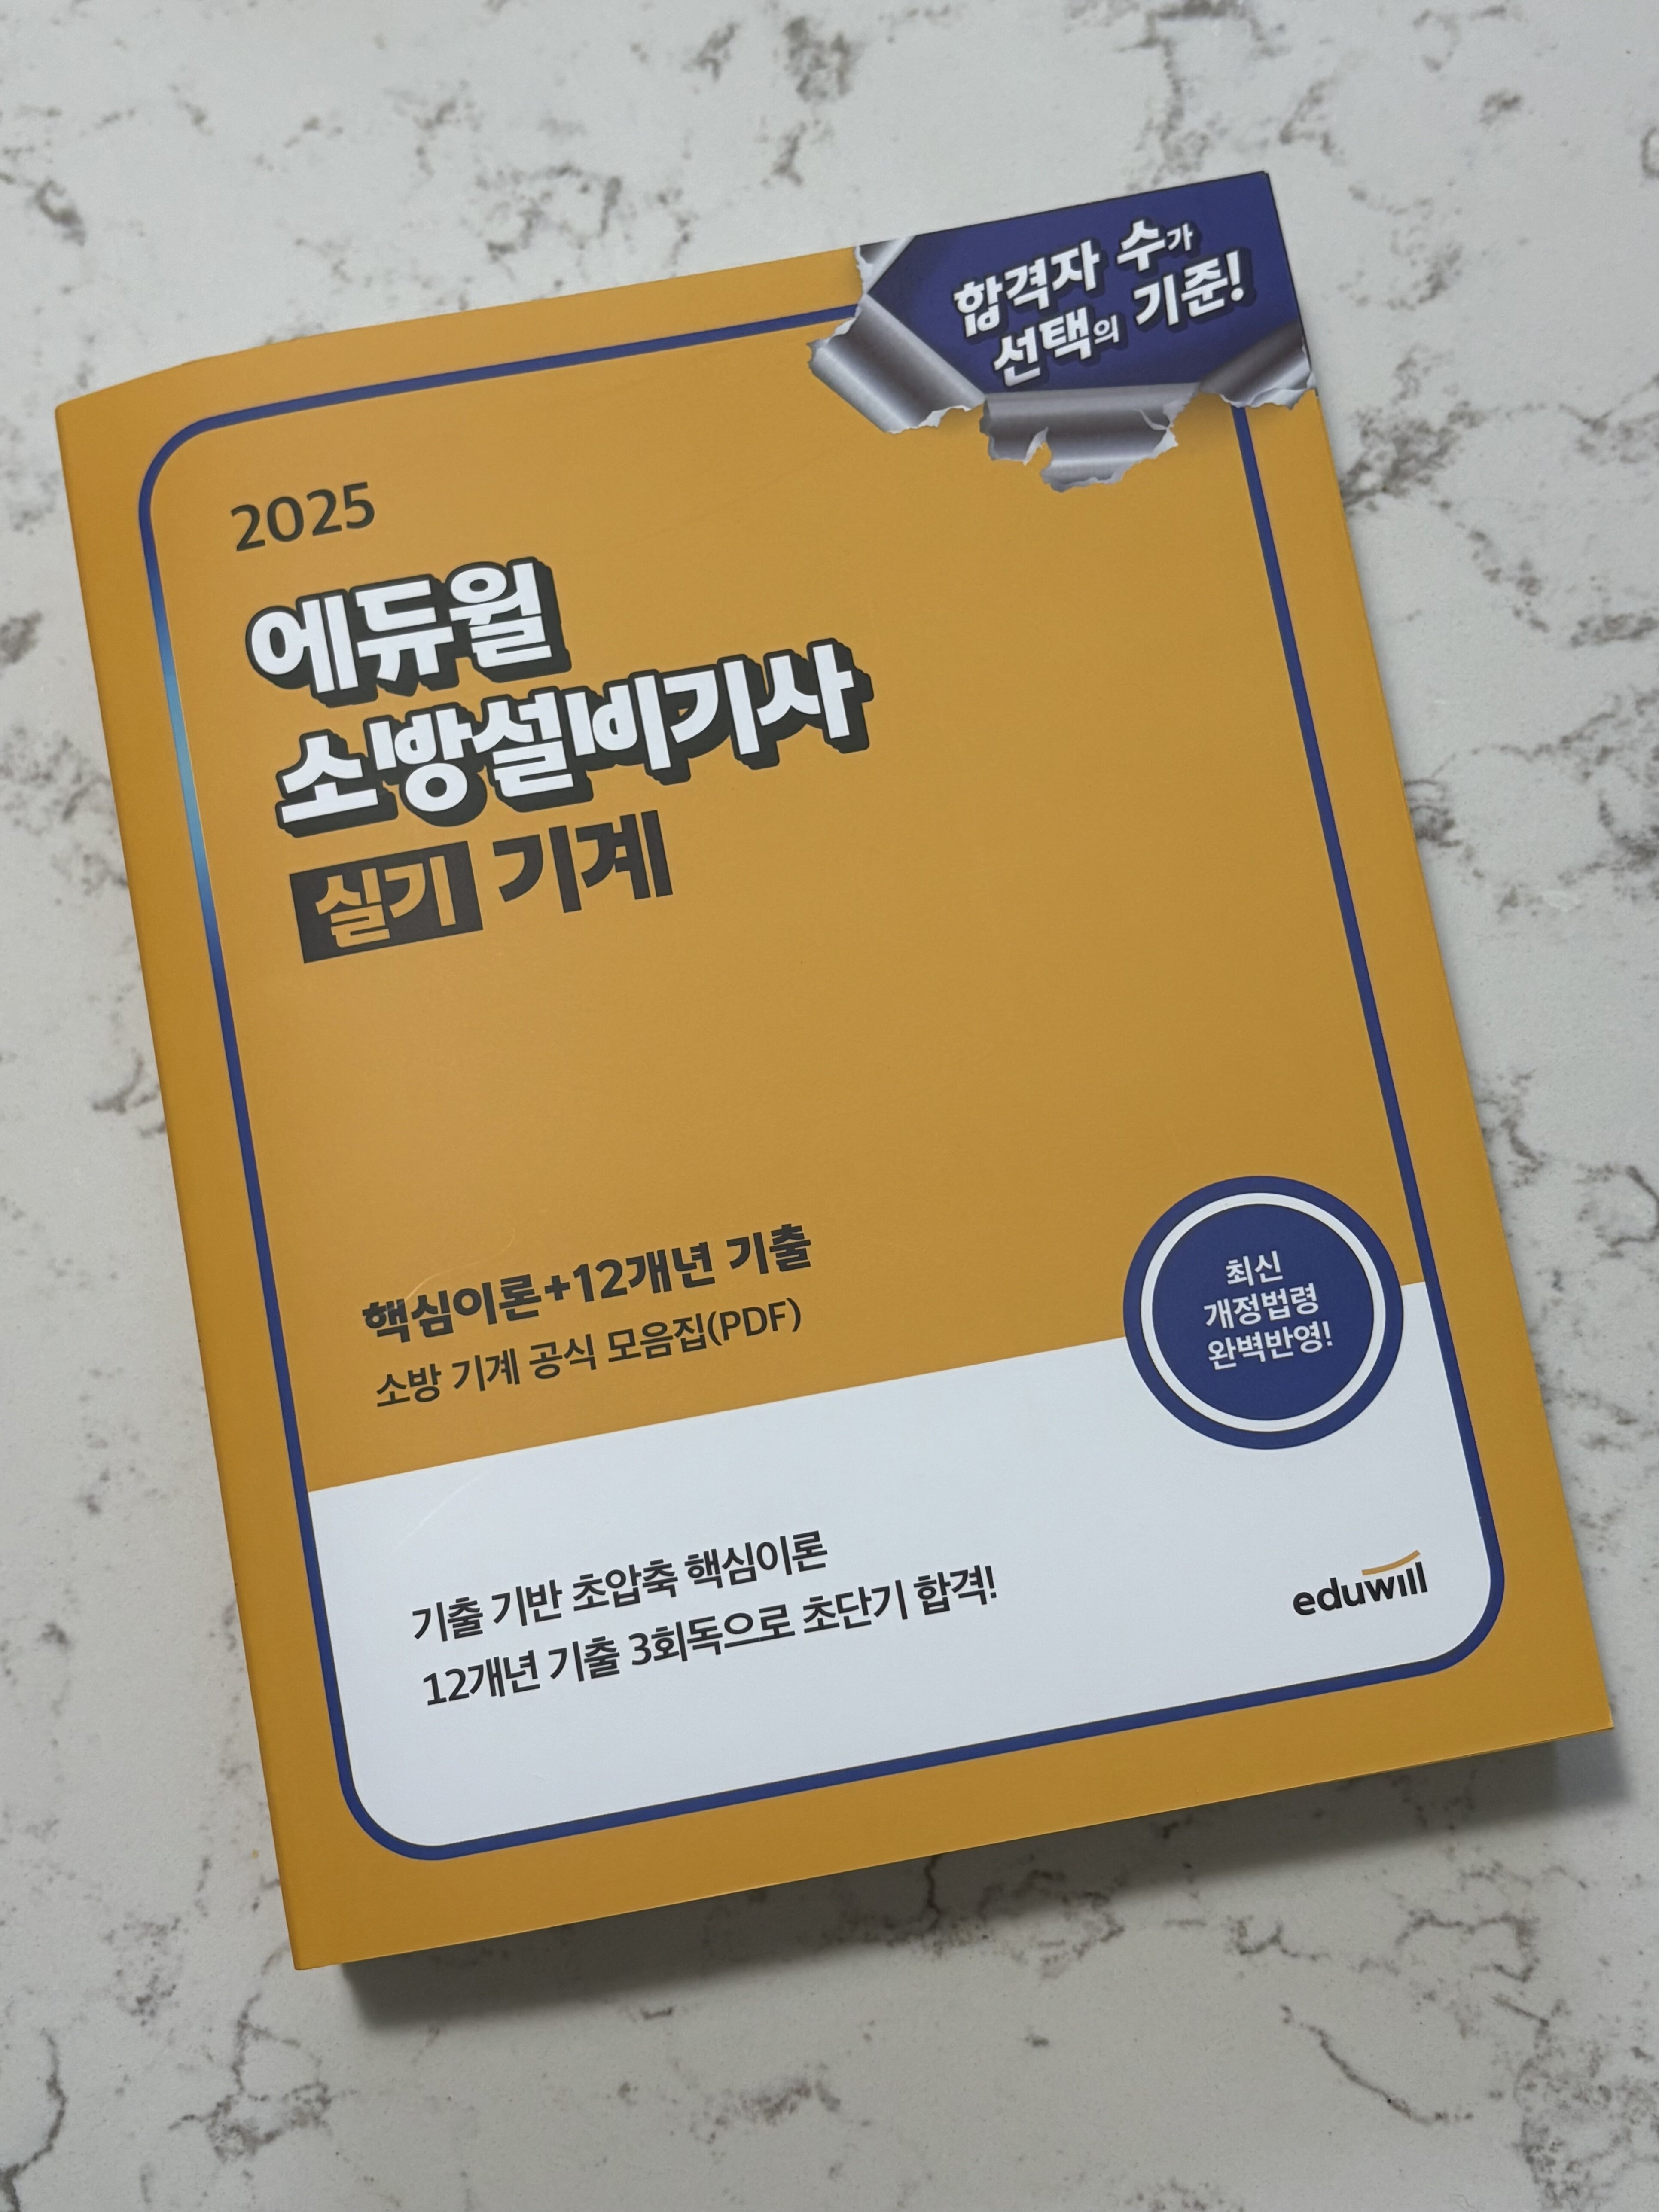 합격자 수가
선택의 기준!
2025
에듀윌
소방설비기사
실기 기계
핵심이론+12개년 기출
소방 기계 공식 모음집(PDF)
최신
개정법령
완벽반영!
기출 기반 초압축 핵심이론
12개년 기출 3회독으로 초단기 합격!
eduwill